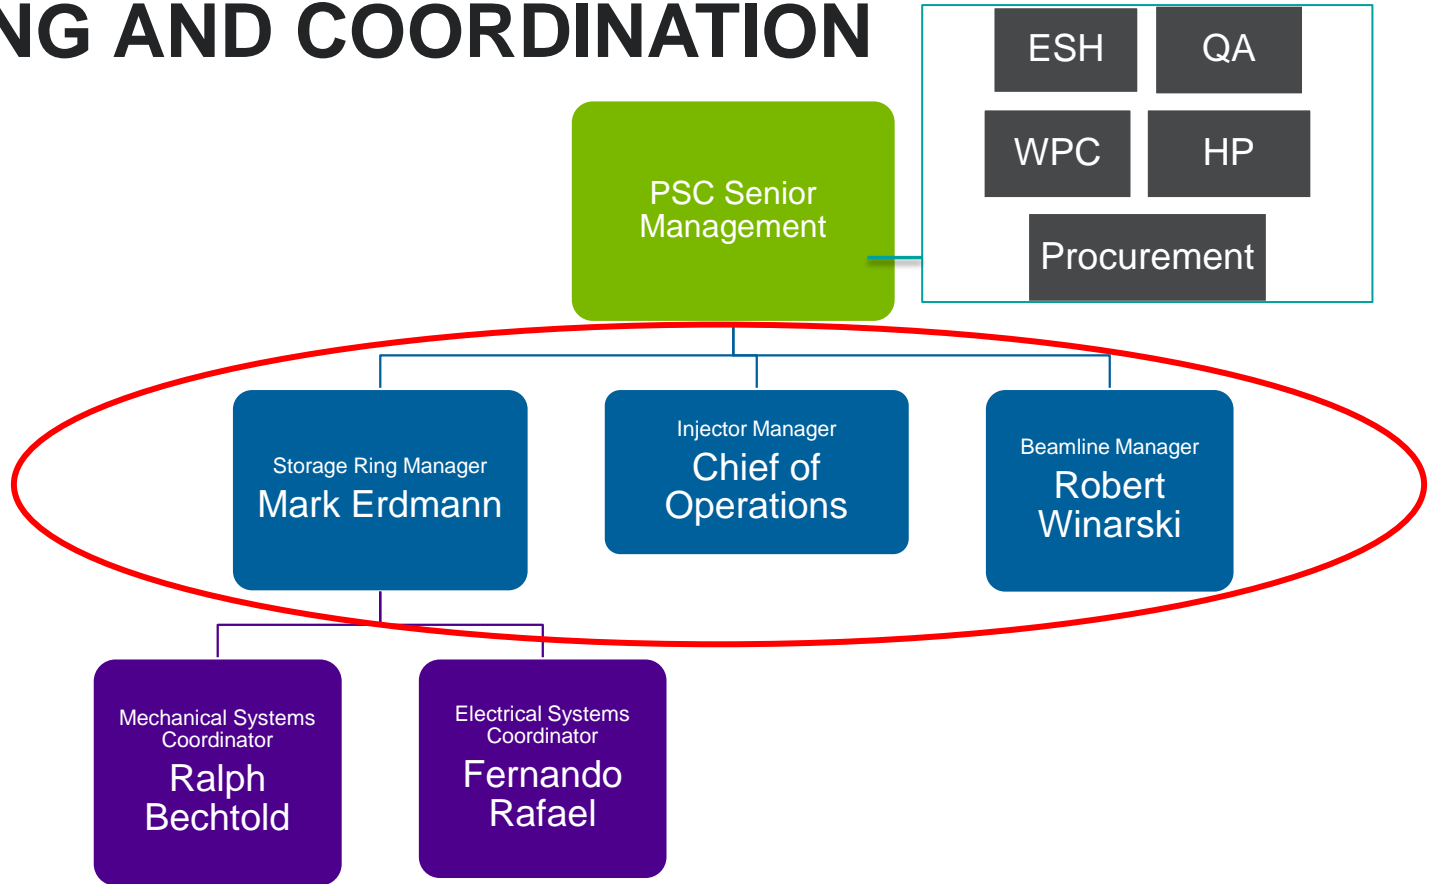 NG AND COORDINATION
ESH
QA
WPC
HP
Procurement
PSC Senior
Management
Storage Ring Manager
Mark Erdmann
Injector Manager
Chief of
Operations
Beamline Manager
Robert
Winarski
Mechanical Systems
Coordinator
Ralph
Bechtold
Electrical Systems
Coordinator
Fernando
Rafael